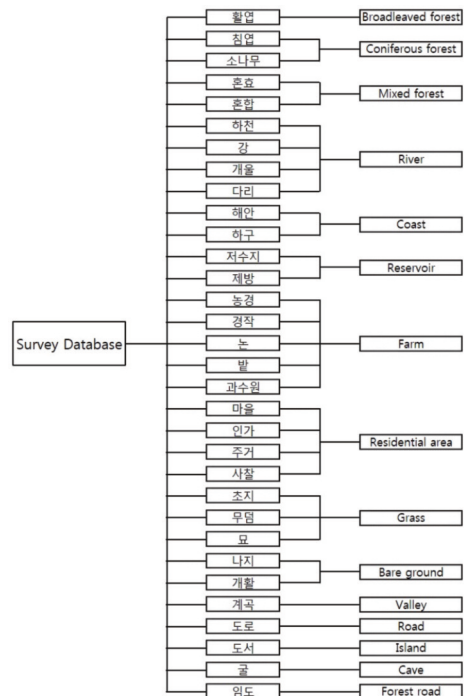 Survey Database
활엽
Broadleaved forest
침엽
소나무
Coniferous forest
혼효
혼합
Mixed forest
하천
강
개울
다리
River
해안
하구
Coast
저수지
제방
Reservoir
농경
경작
논
밭
과수원
Farm
마을
인가
주거
사찰
Residential area
초지
무덤
묘
Grass
나지
개활
Bare ground
계곡
Valley
도로
Road
도서
Island
굴
Cave
임도
Forest road